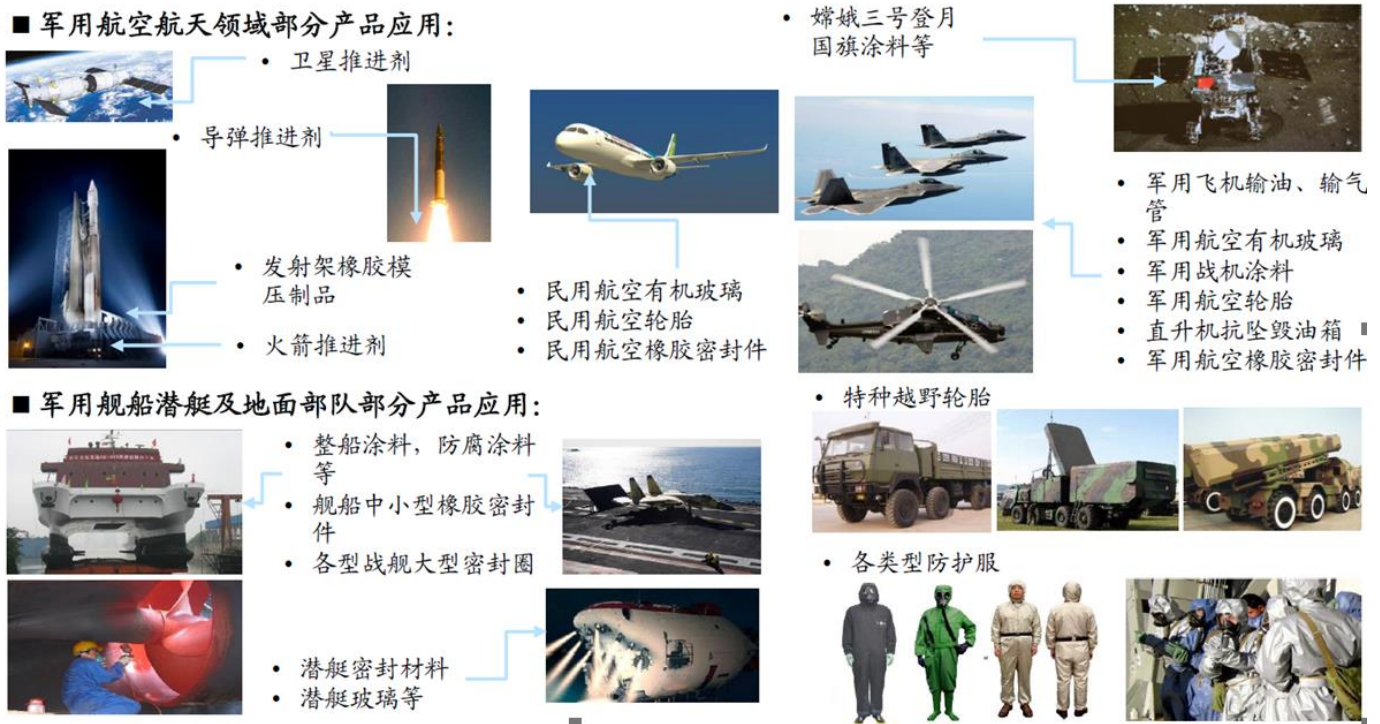 ■ 军用航空航天领域部分产品应用：
• 卫星推进剂
• 导弹推进剂
• 发射架橡胶模
压制品
• 火箭推进剂
• 民用航空有机玻璃
• 民用航空轮胎
• 民用航空橡胶密封件
• 嫦娥三号登月
国旗涂料等
• 军用飞机输油、输气
管
• 军用航空有机玻璃
• 军用战机涂料
• 军用航空轮胎
• 直升机抗坠毁油箱
• 军用航空橡胶密封件
■ 军用舰船潜艇及地面部队部分产品应用：
• 整船涂料，防腐涂料
等
• 舰船中小型橡胶密封
件
• 各型战舰大型密封圈
• 潜艇密封材料
• 潜艇玻璃等
• 特种越野轮胎
• 各类型防护服